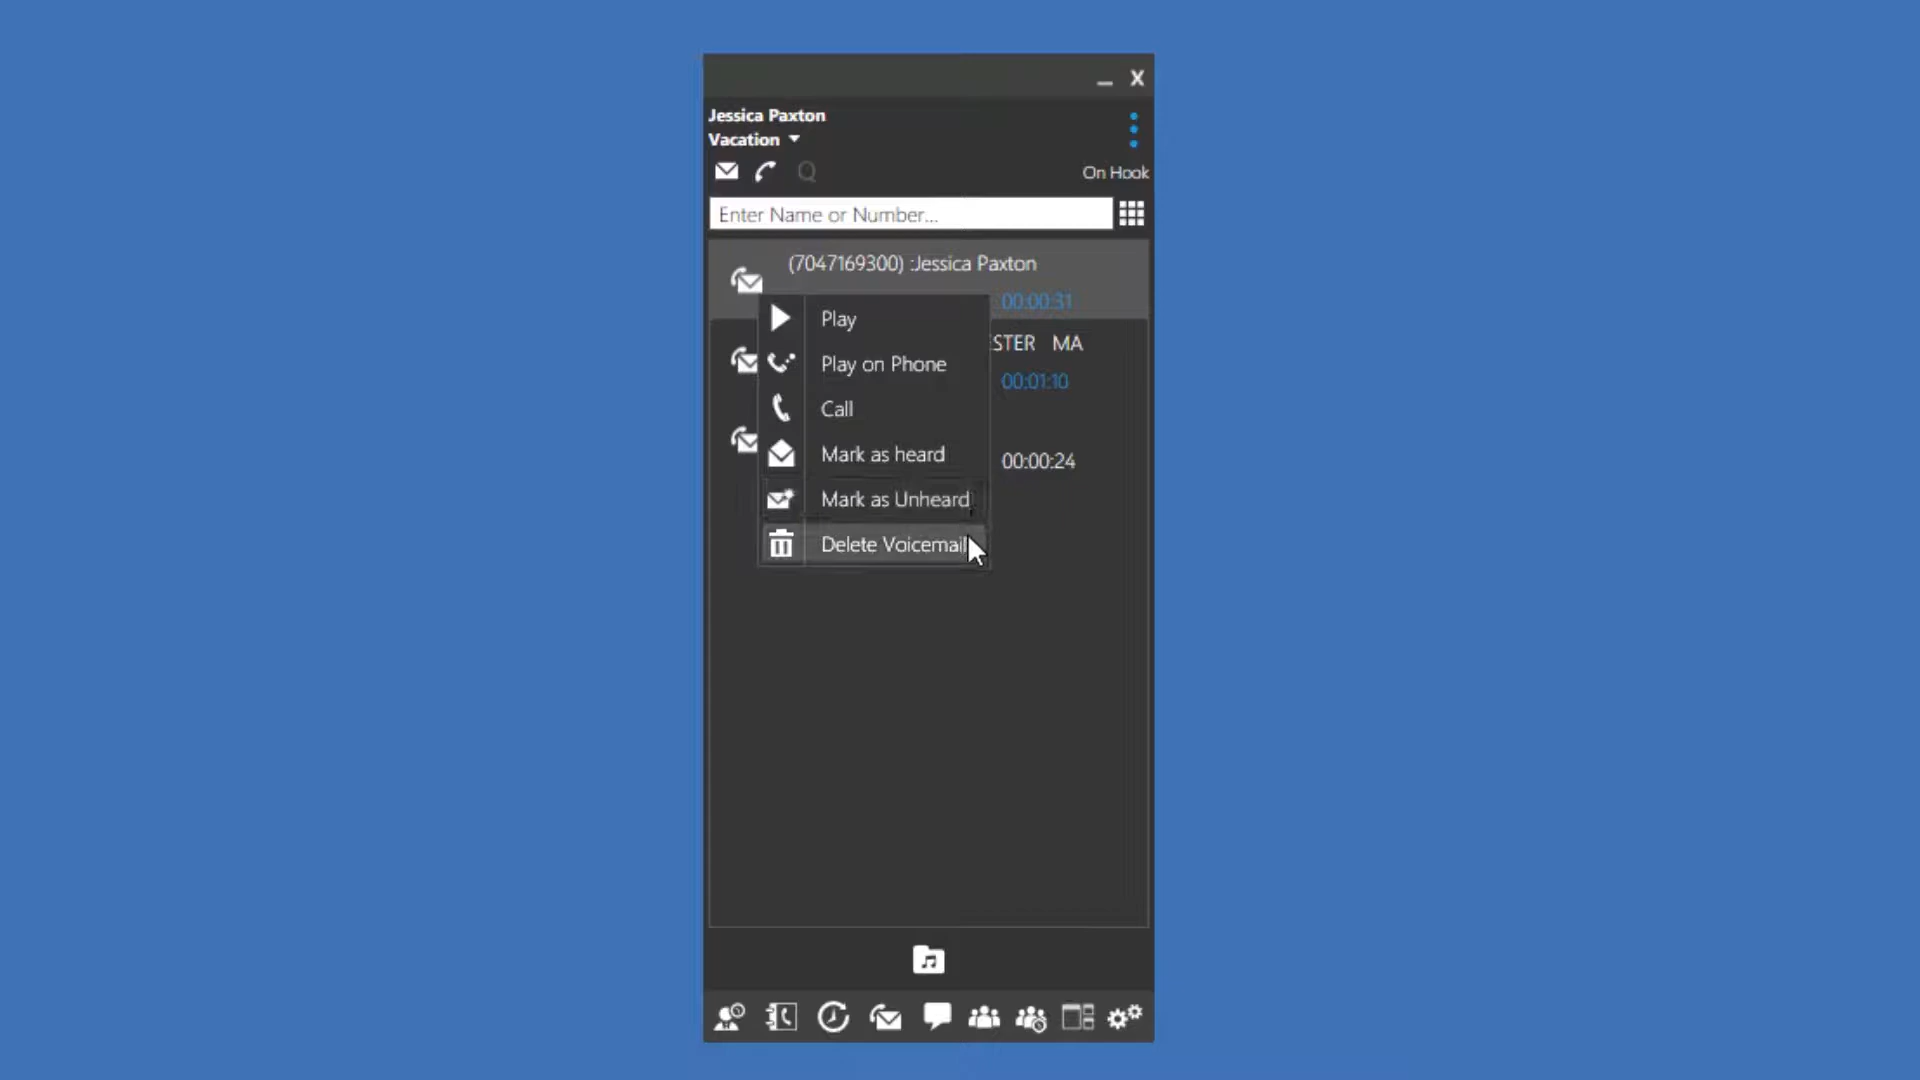 X
Jessica Paxton
Vacation
Q
On Hook
Enter Name or Number...
(7047169300) :Jessica Paxton
00:00:31
Play
STER MA
Play on Phone
00:01:10
Call
Mark as heard
00:00:24
Mark as Unheard
Delete Voicemail